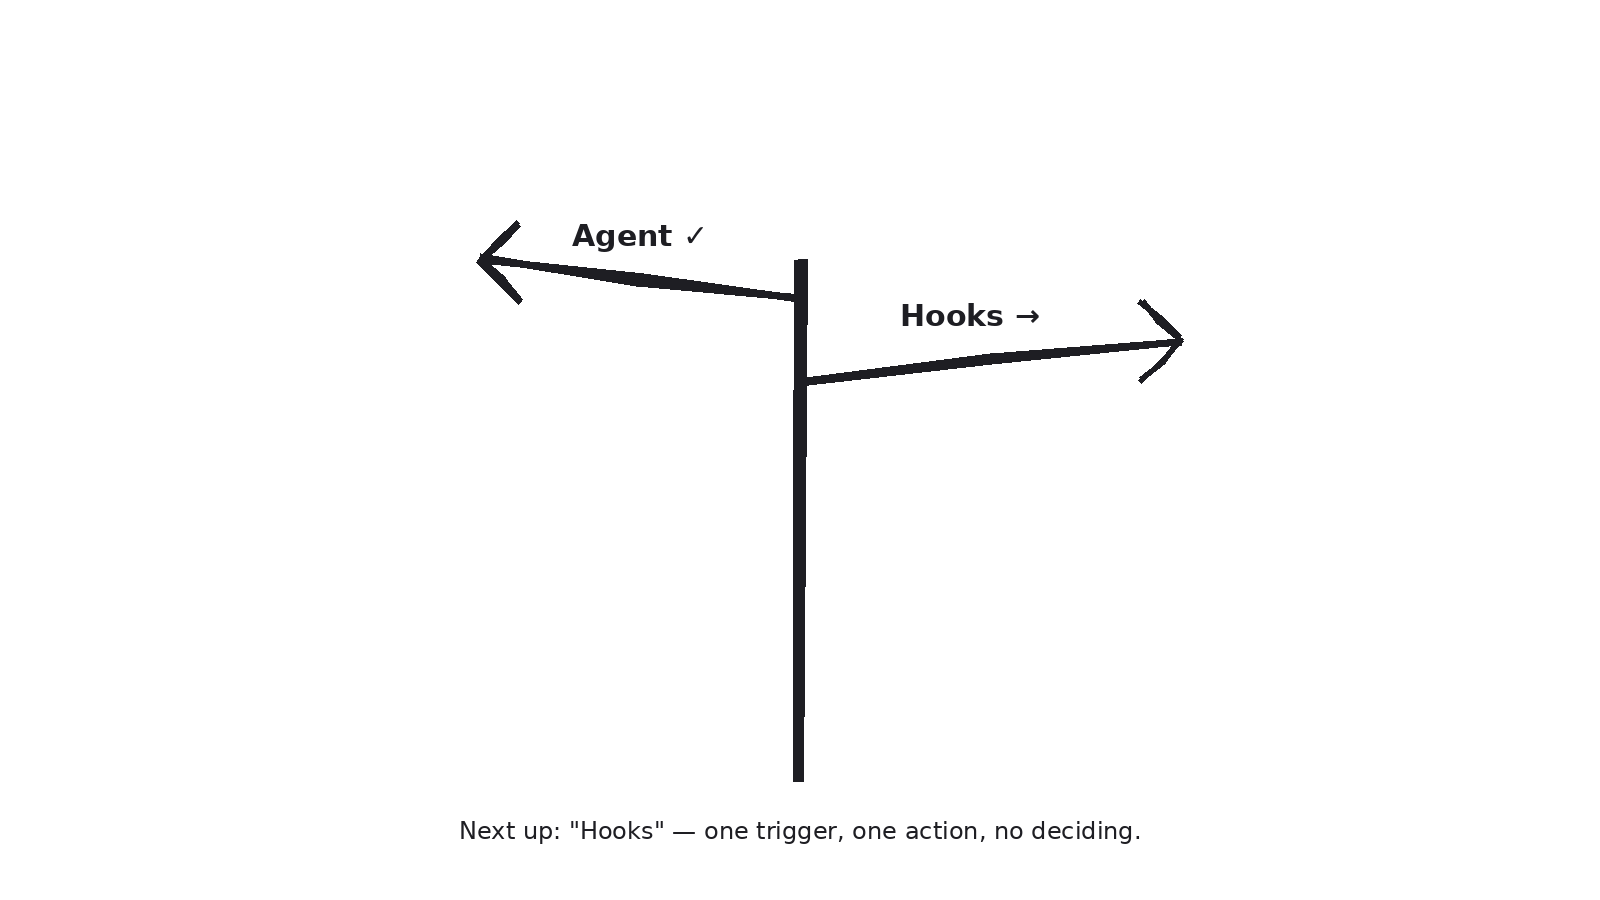 Agent ✓
Hooks →
Next up: "Hooks" — one trigger, one action, no deciding.